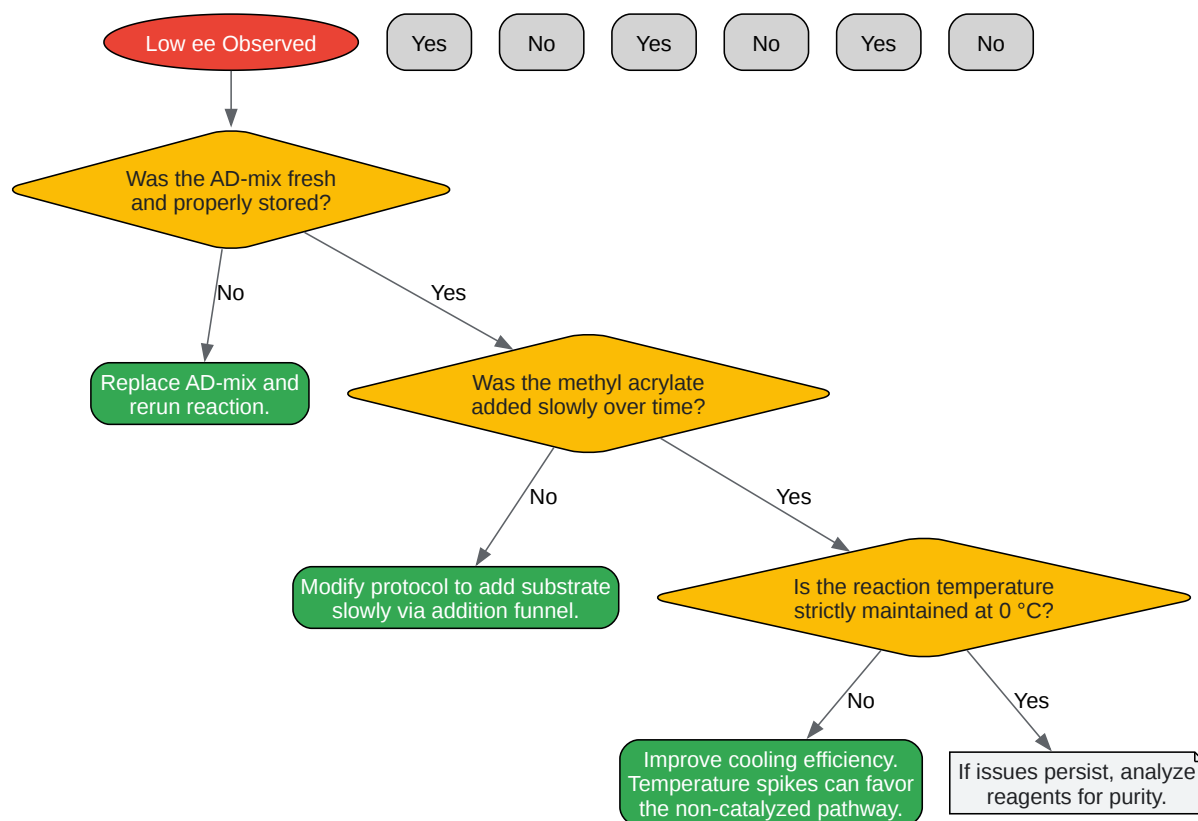 Low ee Observed
Yes
No
Yes
No
Yes
No
Was the AD-mix fresh
and properly stored?
No
Yes
Replace AD-mix and
rerun reaction.
Was the methyl acrylate
added slowly over time?
No
Yes
Modify protocol to add substrate
slowly via addition funnel.
Is the reaction temperature
strictly maintained at 0 °C?
No
Yes
Improve cooling efficiency.
Temperature spikes can favor
the non-catalyzed pathway.
If issues persist, analyze
reagents for purity.